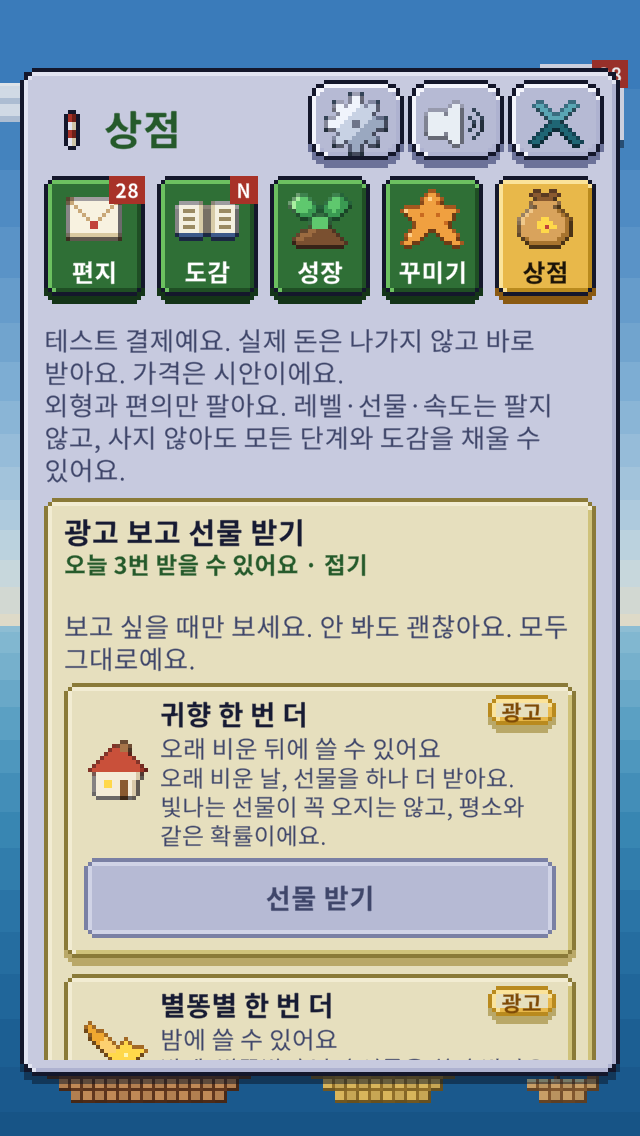 상점
28
N
편지
도감
성장
꾸미기
상점
테스트 결제예요. 실제 돈은 나가지 않고 바로
받아요. 가격은 시안이에요.
외형과 편의만 팔아요. 레벨·선물·속도는 팔지
않고, 사지 않아도 모든 단계와 도감을 채울 수
있어요.
광고 보고 선물 받기
오늘 3번 받을 수 있어요 · 접기
보고 싶을 때만 보세요. 안 봐도 괜찮아요. 모두
그대로예요.
귀향 한 번 더
광고
오래 비운 뒤에 쓸 수 있어요
오래 비운 날, 선물을 하나 더 받아요.
빛나는 선물이 꼭 오지는 않고, 평소와
같은 확률이에요.
선물 받기
별똥별 한 번 더
광고
밤에 쓸 수 있어요